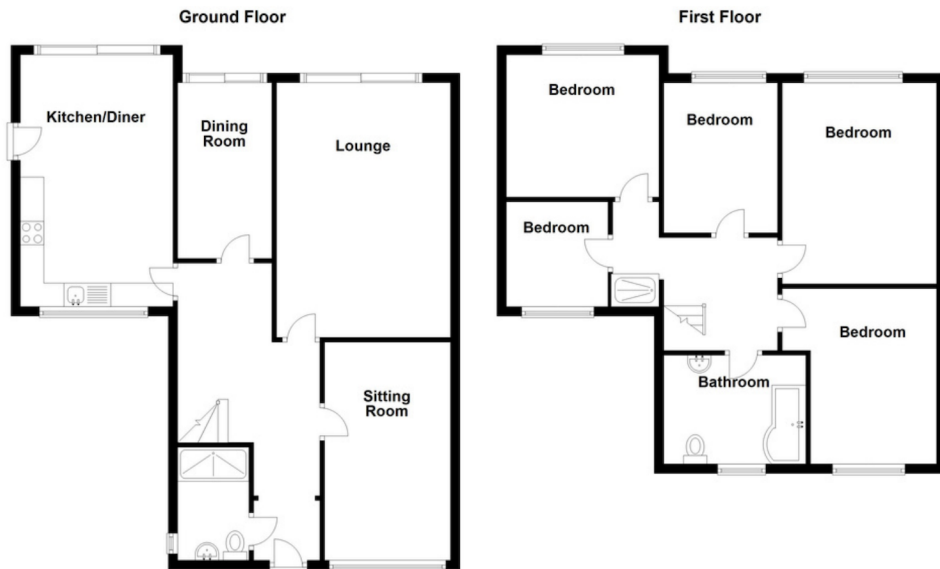 Ground Floor
Kitchen/Diner
Dining
Room
Lounge
Sitting
Room
First Floor
Bedroom
Bedroom
Bedroom
Bedroom
Bedroom
Bathroom